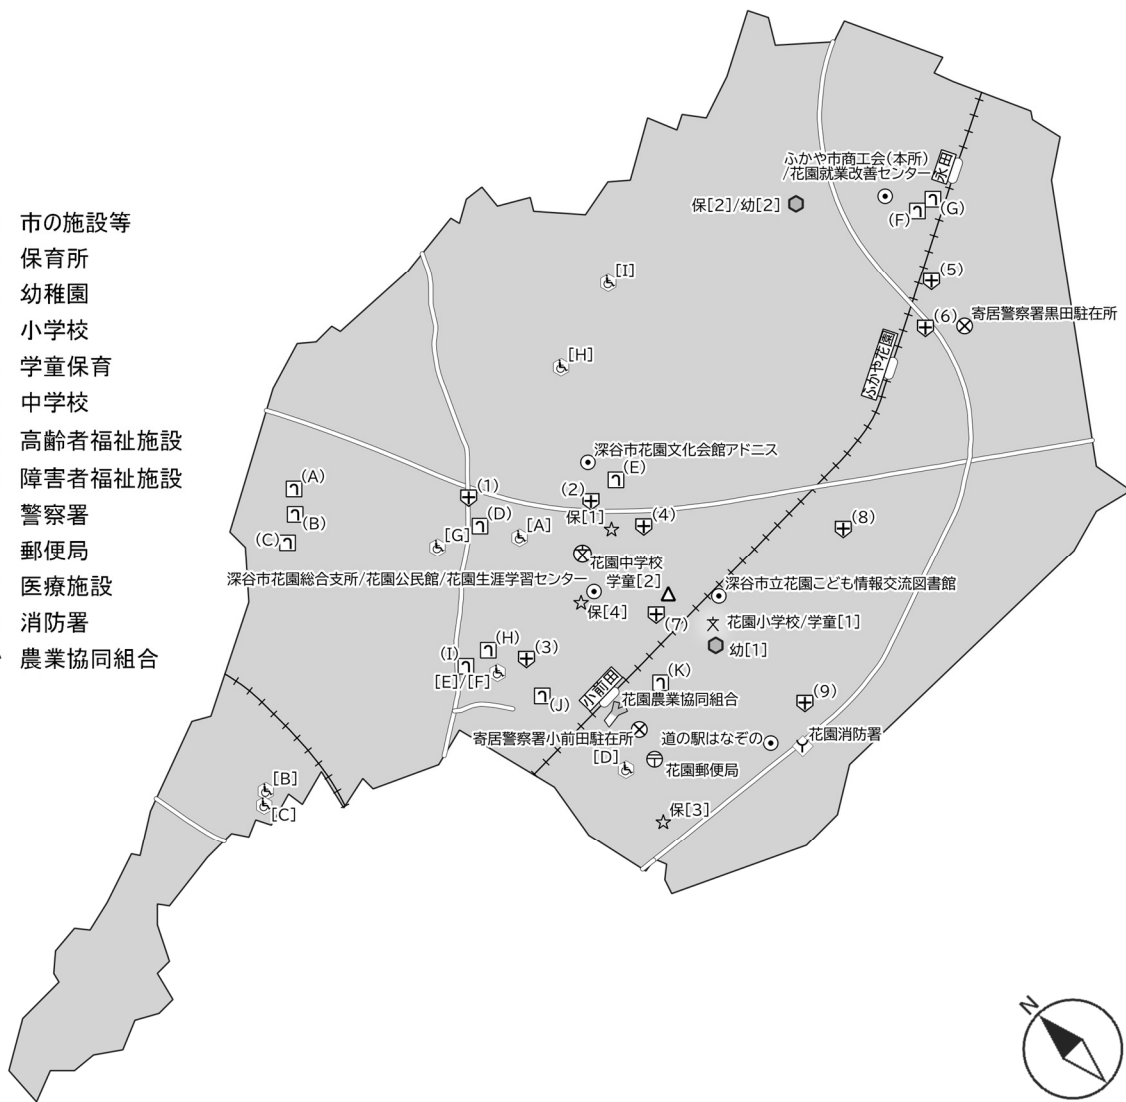 市の施設等
保育所
幼稚園
小学校
学童保育
中学校
高齢者福祉施設
障害者福祉施設
警察署
郵便局
医療施設
消防署
農業協同組合
ふかや市商工会(本所)
/花園就業改善センター
永田
保[2]/幼[2]
(F)
(G)
[I]
(5)
(6)
寄居警察署黒田駐在所
ふかや花園
[H]
深谷市花園文化会館アドニス
(A)
(E)
(1)
(2)
(B)
(D)
[A]
保[1]
(4)
(8)
(C)
[G]
花園中学校
深谷市花園総合支所/花園公民館/花園生涯学習センター
学童[2]
深谷市立花園こども情報交流図書館
保[4]
(7)
花園小学校/学童[1]
幼[1]
(H)
(3)
(I)
[E]/[F]
(K)
小前田
花園農業協同組合
(J)
(9)
寄居警察署小前田駐在所
道の駅はなぞの
花園消防署
[D]
花園郵便局
[B]
[C]
保[3]
N